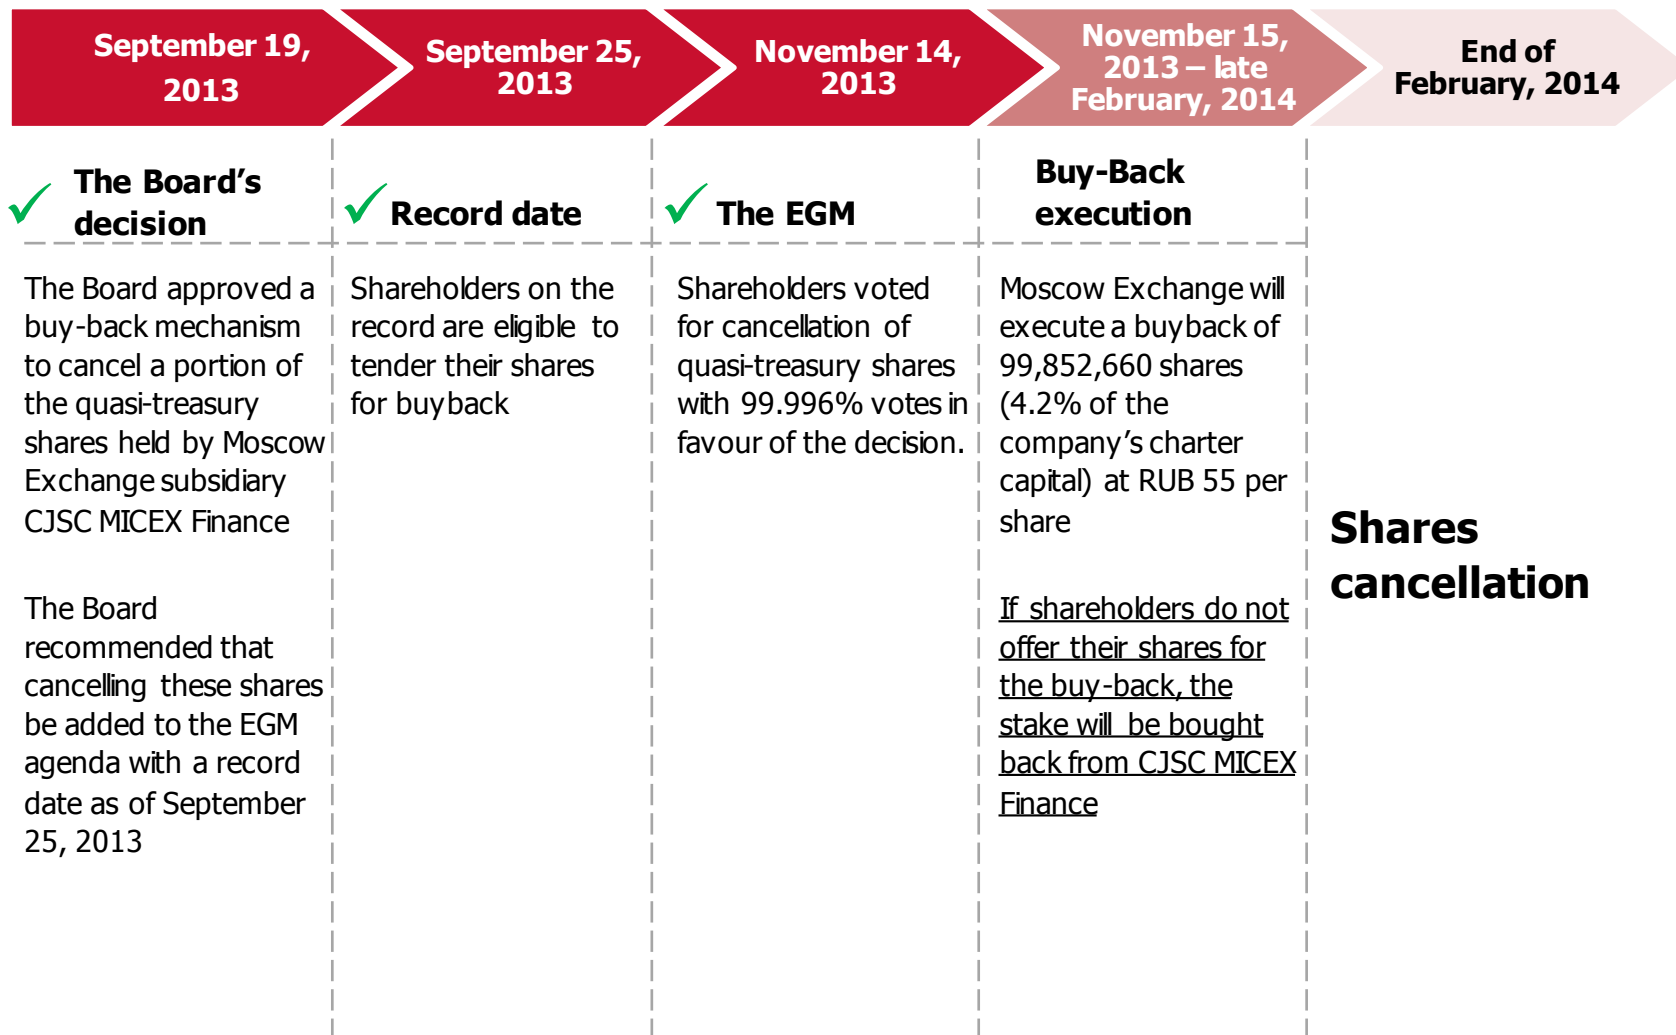 September 19,
2013
September 25,
2013
November 14,
2013
November 15,
2013 – late
February, 2014
End of
February, 2014
The Board's
decision
Record date
The EGM
Buy-Back
execution
The Board approved a
buy-back mechanism
to cancel a portion of
the quasi-treasury
shares held by Moscow
Exchange subsidiary
CJSC MICEX Finance
The Board
recommended that
cancelling these shares
be added to the EGM
agenda with a record
date as of September
25, 2013
Shareholders on the
record are eligible to
tender their shares
for buyback
Shareholders voted
for cancellation of
quasi-treasury shares
with 99.996% votes in
favour of the decision.
Moscow Exchange will
execute a buyback of
99,852,660 shares
(4.2% of the
company's charter
capital) at RUB 55 per
share
If shareholders do not
offer their shares for
the buy-back, the
stake will be bought
back from CJSC MICEX
Finance
Shares
cancellation